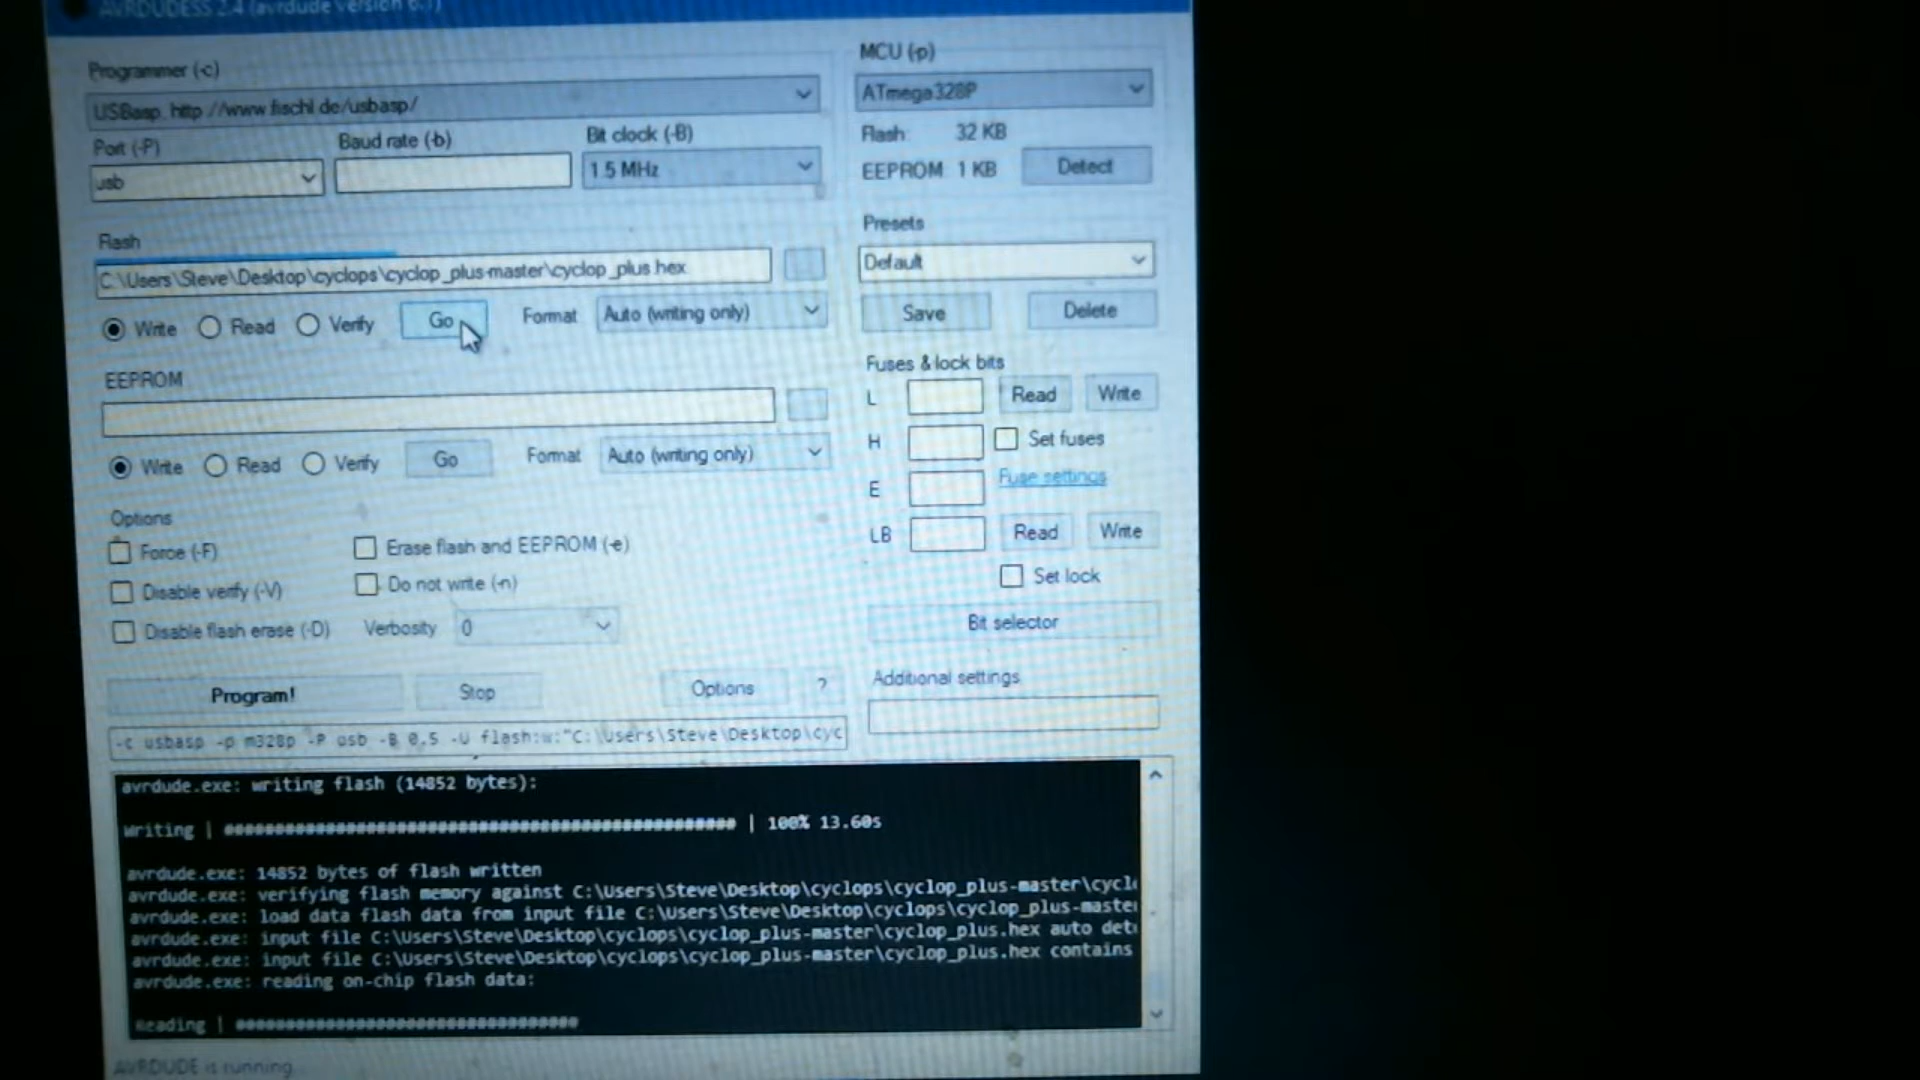 AVRDUDESS 2.4 (avrdude version 6.1)
Programmer (-c)
MCU (-p)
USBasp, http://www.fischl.de/usbasp/
ATmega328P
Port (-P)
Baud rate (-b)
Bit clock (-B)
Flash 32 KB
usb
1.5 MHz
EEPROM 1 KB
Detect
Flash
Presets
C:\Users\Steve\Desktop\cyclops\cyclop_plus-master\cyclop_plus.hex
Default
Write Read Verify Go Format Auto (writing only)
Save Delete
EEPROM
Fuses & lock bits
L Read Write
H Set fuses
Write Read Verify Go Format Auto (writing only)
Fuse settings
E
Options
LB Read Write
Force (-F) Erase flash and EEPROM (-e)
Set lock
Disable verify (-V) Do not write (-n)
Disable flash erase (-D) Verbosity 0
Bit selector
Program! Stop Options ?
Additional settings
-c usbasp -p m328p -P usb -B 0.5 -U flash:w:"C:\Users\Steve\Desktop\cyc
avrdude.exe: writing flash (14852 bytes):
Writing | ################################################## | 100% 13.60s
avrdude.exe: 14852 bytes of flash written
avrdude.exe: verifying flash memory against C:\Users\Steve\Desktop\cyclops\cyclop_plus-master\cycl
avrdude.exe: load data flash data from input file C:\Users\Steve\Desktop\cyclops\cyclop_plus-master
avrdude.exe: input file C:\Users\Steve\Desktop\cyclops\cyclop_plus-master\cyclop_plus.hex auto det
avrdude.exe: input file C:\Users\Steve\Desktop\cyclops\cyclop_plus-master\cyclop_plus.hex contains
avrdude.exe: reading on-chip flash data:
Reading | ##################################
AVRDUDE is running...